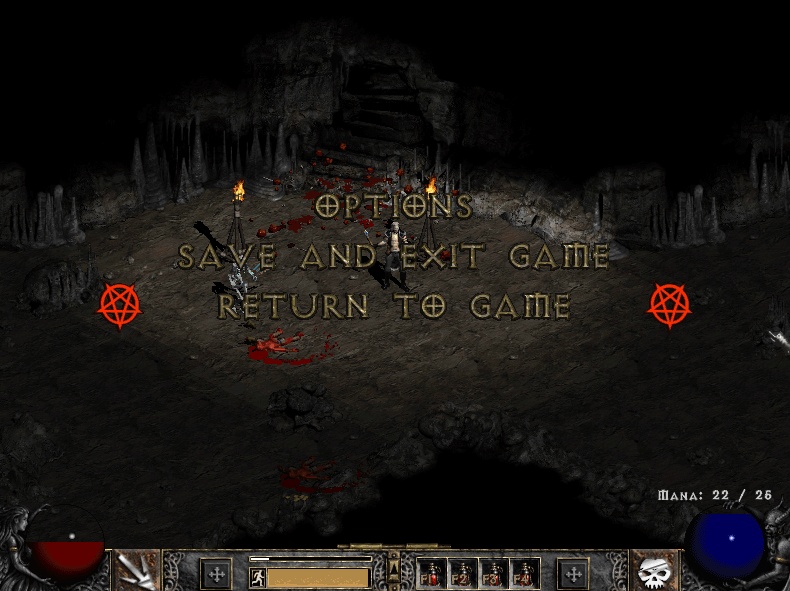 OPTIONS
SAVE AND EXIT GAME
RETURN TO GAME
MANA: 22 / 26
F1 F2 F3 F4